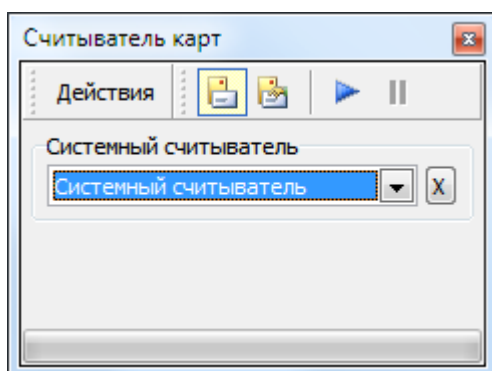 Считыватель карт
Действия
Системный считыватель
Системный считыватель
X